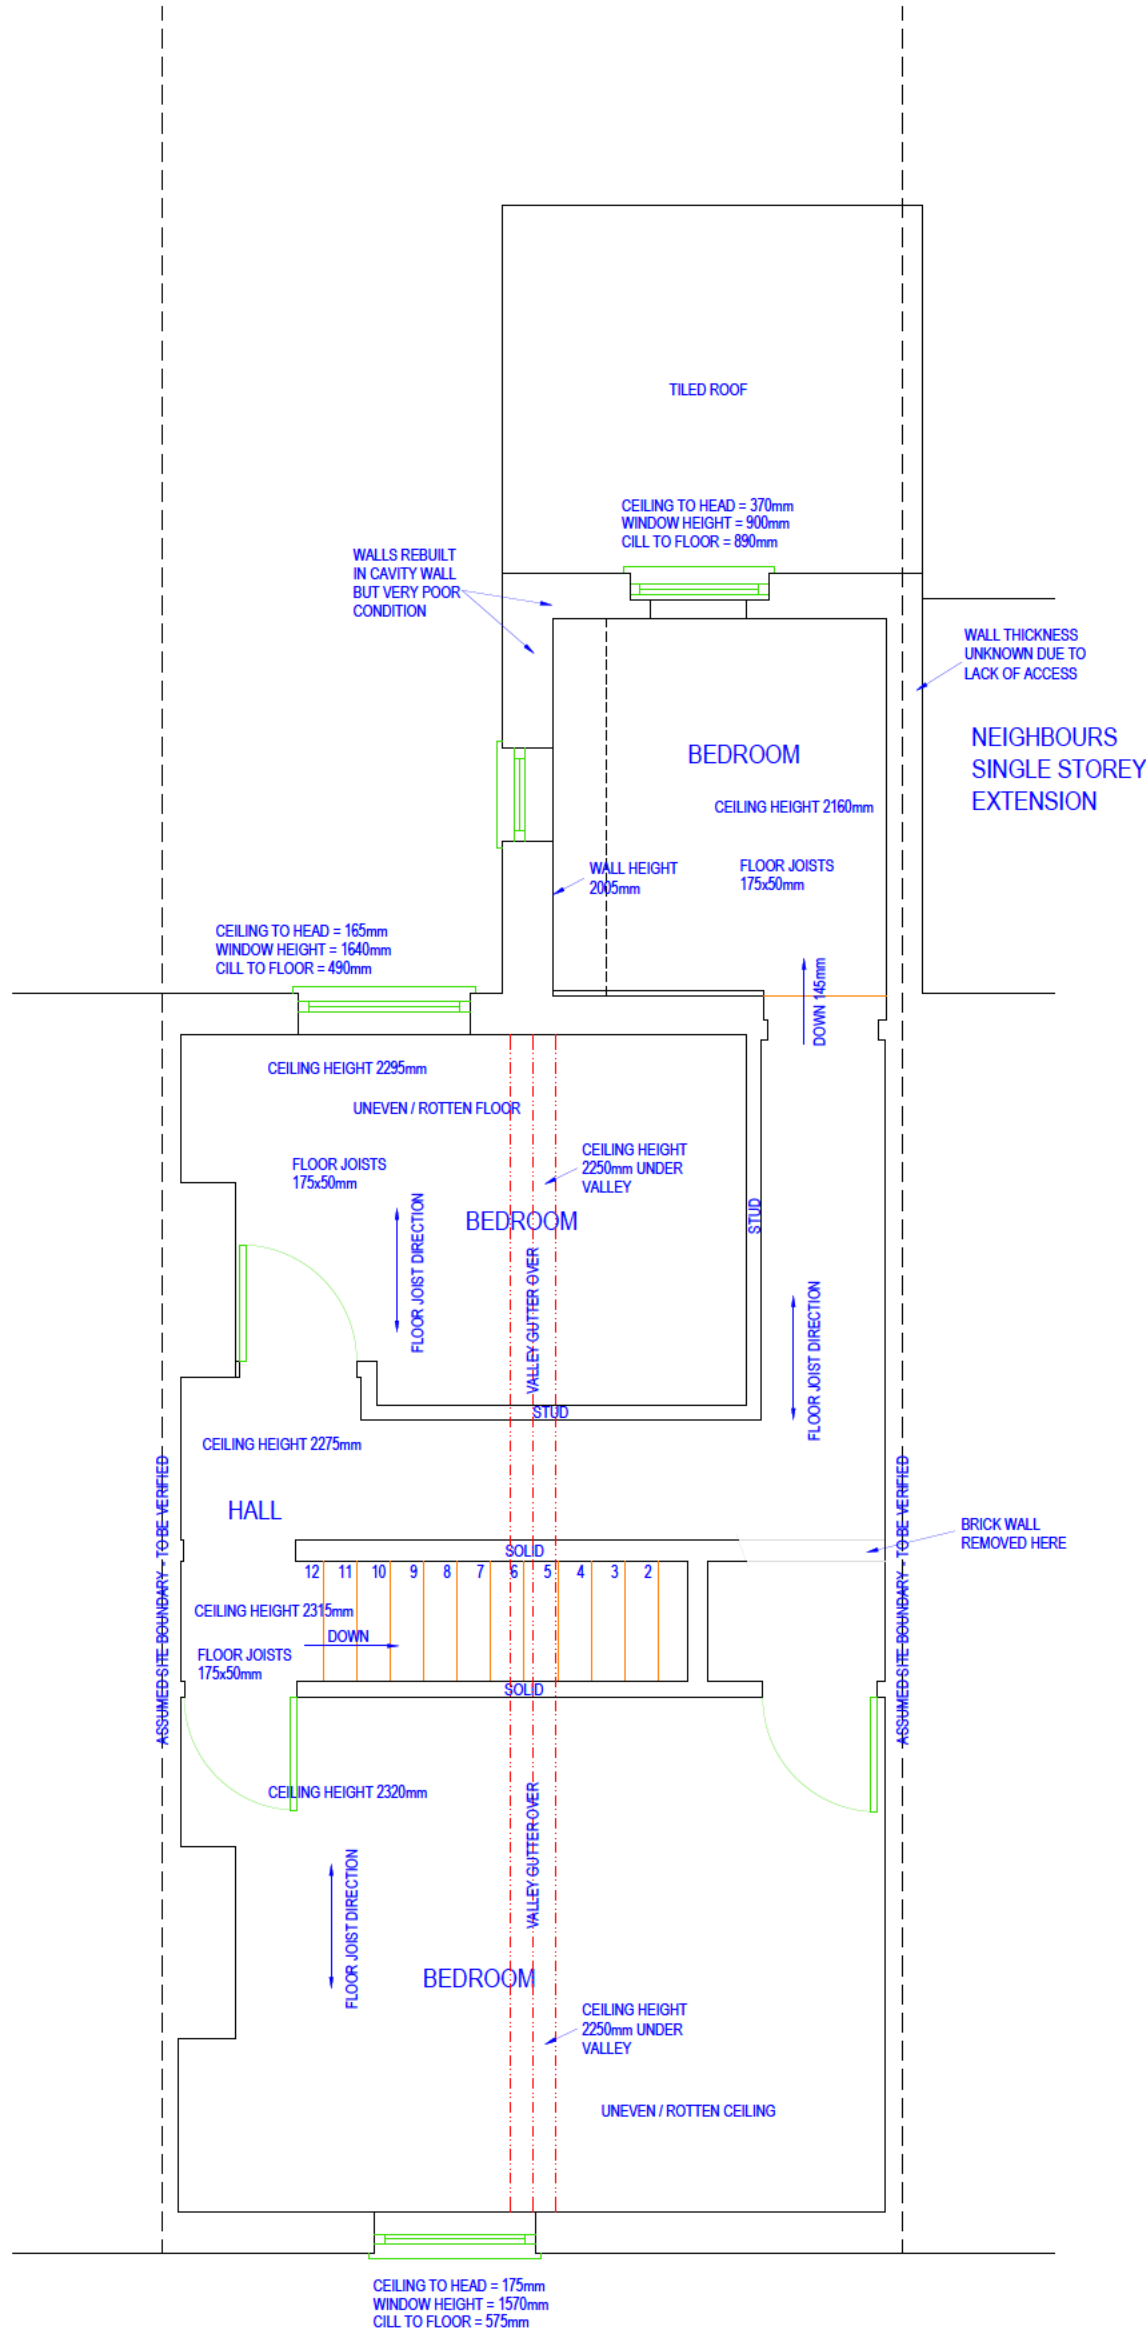 TILED ROOF
CEILING TO HEAD = 370mm
WINDOW HEIGHT = 900mm
CILL TO FLOOR = 890mm
WALLS REBUILT
IN CAVITY WALL
BUT VERY POOR
CONDITION
WALL THICKNESS
UNKNOWN DUE TO
LACK OF ACCESS
NEIGHBOURS
SINGLE STOREY
EXTENSION
BEDROOM
CEILING HEIGHT 2160mm
WALL HEIGHT
2005mm
FLOOR JOISTS
175x50mm
CEILING TO HEAD = 165mm
WINDOW HEIGHT = 1640mm
CILL TO FLOOR = 490mm
DOWN 145mm
CEILING HEIGHT 2295mm
UNEVEN / ROTTEN FLOOR
CEILING HEIGHT
2250mm UNDER
VALLEY
FLOOR JOISTS
175x50mm
BEDROOM
STUD
FLOOR JOIST DIRECTION
VALLEY GUTTER OVER
FLOOR JOIST DIRECTION
STUD
CEILING HEIGHT 2275mm
HALL
ASSUMED SITE BOUNDARY - TO BE VERIFIED
ASSUMED SITE BOUNDARY - TO BE VERIFIED
BRICK WALL
REMOVED HERE
SOLID
12 11 10 9 8 7 6 5 4 3 2
CEILING HEIGHT 2315mm
DOWN
FLOOR JOISTS
175x50mm
SOLID
CEILING HEIGHT 2320mm
VALLEY GUTTER OVER
FLOOR JOIST DIRECTION
BEDROOM
CEILING HEIGHT
2250mm UNDER
VALLEY
UNEVEN / ROTTEN CEILING
CEILING TO HEAD = 175mm
WINDOW HEIGHT = 1570mm
CILL TO FLOOR = 575mm